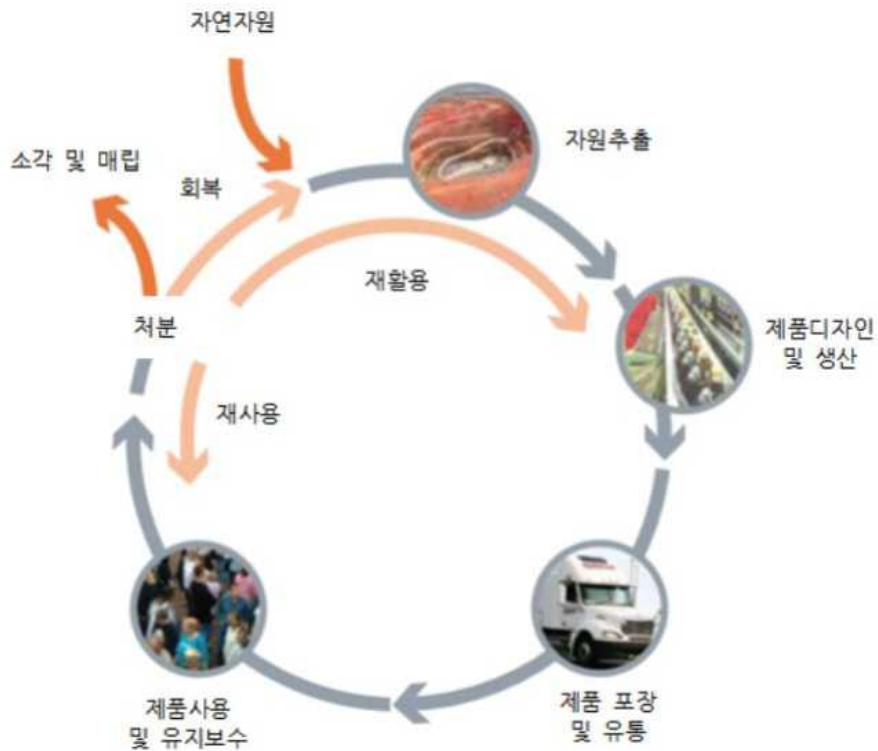 자연자원
소각 및 매립
회복
자원추출
재활용
처분
제품디자인
및 생산
재사용
제품사용
및 유지보수
제품 포장
및 유통